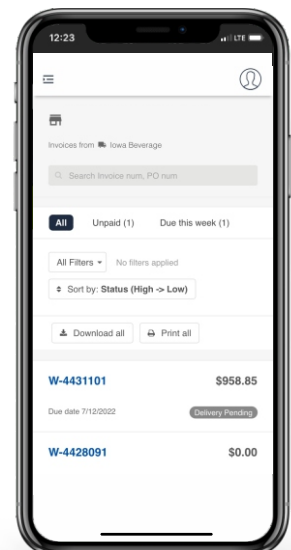 12:23 LTE
Invoices from Iowa Beverage
Search Invoice num, PO num
All Unpaid (1) Due this week (1)
All Filters No filters applied
Sort by: Status (High -> Low)
Download all Print all
W-4431101 $958.85
Due date 7/12/2022 Delivery Pending
W-4428091 $0.00